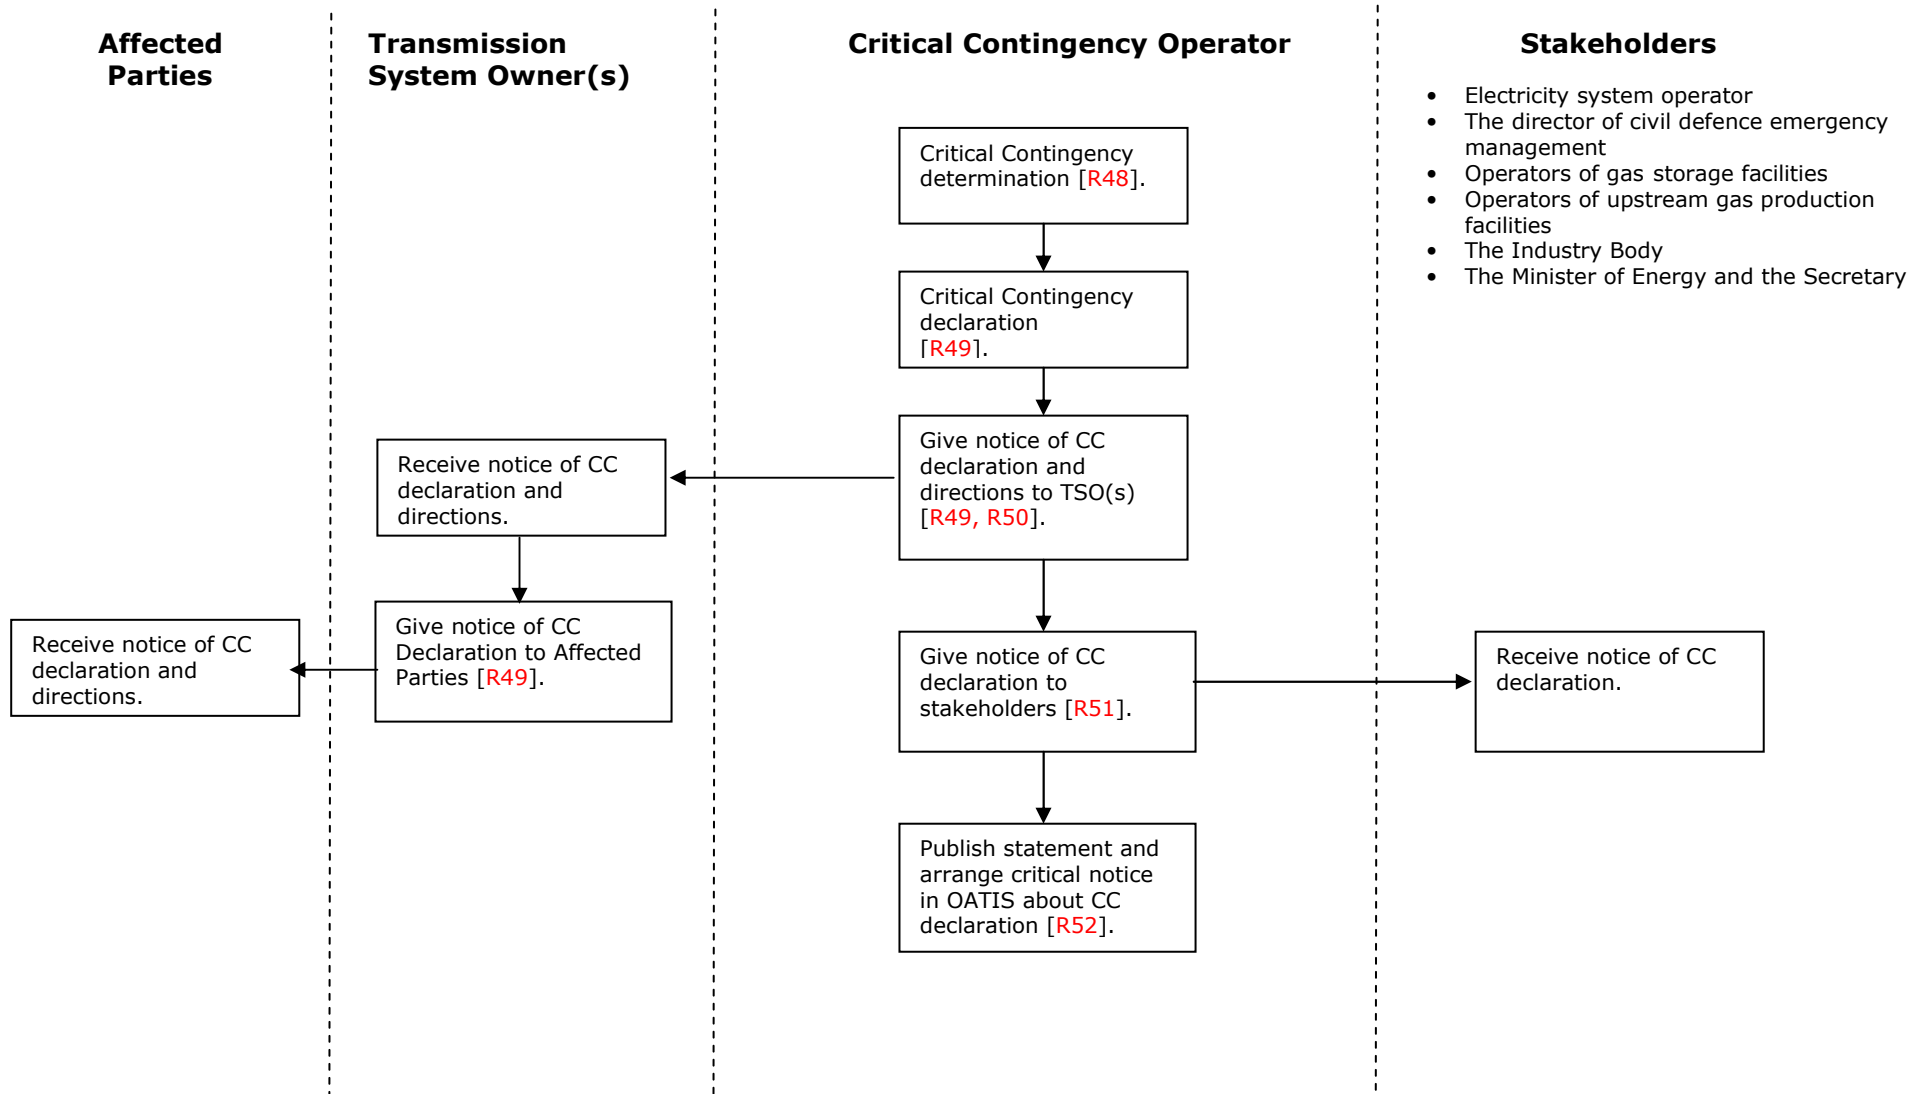 Affected
Parties
Transmission
System Owner(s)
Critical Contingency Operator
Stakeholders
• Electricity system operator
• The director of civil defence emergency
management
• Operators of gas storage facilities
• Operators of upstream gas production
facilities
• The Industry Body
• The Minister of Energy and the Secretary
Critical Contingency
determination [R48].
Critical Contingency
declaration
[R49].
Give notice of CC
declaration and
directions to TSO(s)
[R49, R50].
Receive notice of CC
declaration and
directions.
Give notice of CC
Declaration to Affected
Parties [R49].
Receive notice of CC
declaration and
directions.
Give notice of CC
declaration to
stakeholders [R51].
Receive notice of CC
declaration.
Publish statement and
arrange critical notice
in OATIS about CC
declaration [R52].